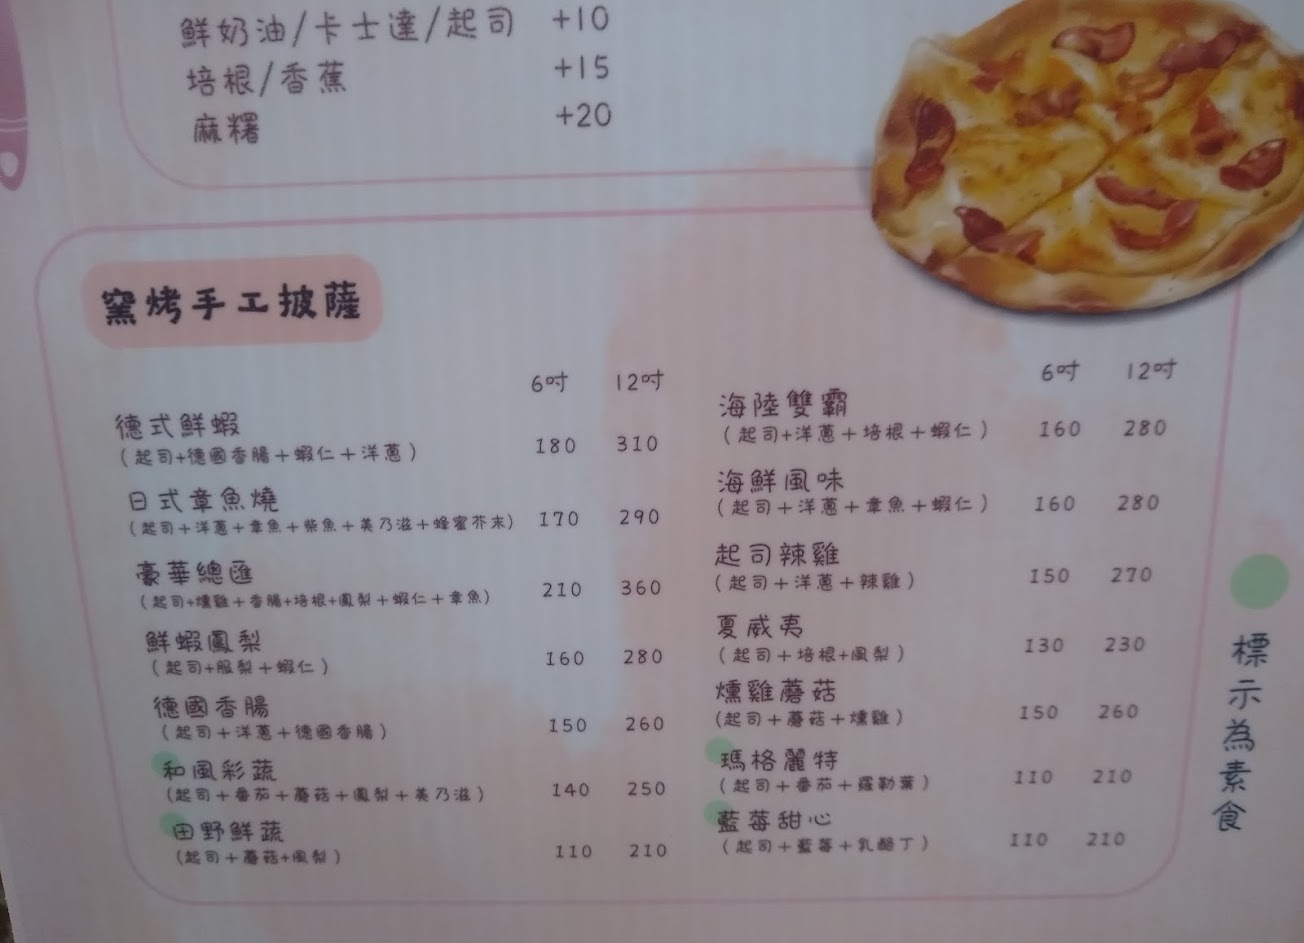 鮮奶油/卡士達/起司 +10
培根/香蕉 +15
麻糬 +20
窯烤手工披薩
6吋 12吋
德式鮮蝦
(起司+德國香腸+蝦仁+洋蔥) 180 310
日式章魚燒
(起司+洋蔥+章魚+柴魚+美乃滋+蜂蜜芥末) 170 290
豪華總匯
(起司+燻雞+香腸+培根+鳳梨+蝦仁+章魚) 210 360
鮮蝦鳳梨
(起司+服梨+蝦仁) 160 280
德國香腸
(起司+洋蔥+德國香腸) 150 260
和風彩蔬
(起司+番茄+蘑菇+鳳梨+美乃滋) 140 250
田野鮮蔬
(起司+蘑菇+鳳梨) 110 210
6吋 12吋
海陸雙霸
(起司+洋蔥+培根+蝦仁) 160 280
海鮮風味
(起司+洋蔥+章魚+蝦仁) 160 280
起司辣雞
(起司+洋蔥+辣雞) 150 270
夏威夷
(起司+培根+鳳梨) 130 230
燻雞蘑菇
(起司+蘑菇+燻雞) 150 260
瑪格麗特
(起司+番茄+羅勒葉) 110 210
藍莓甜心
(起司+藍莓+乳酪丁) 110 210
標示為素食